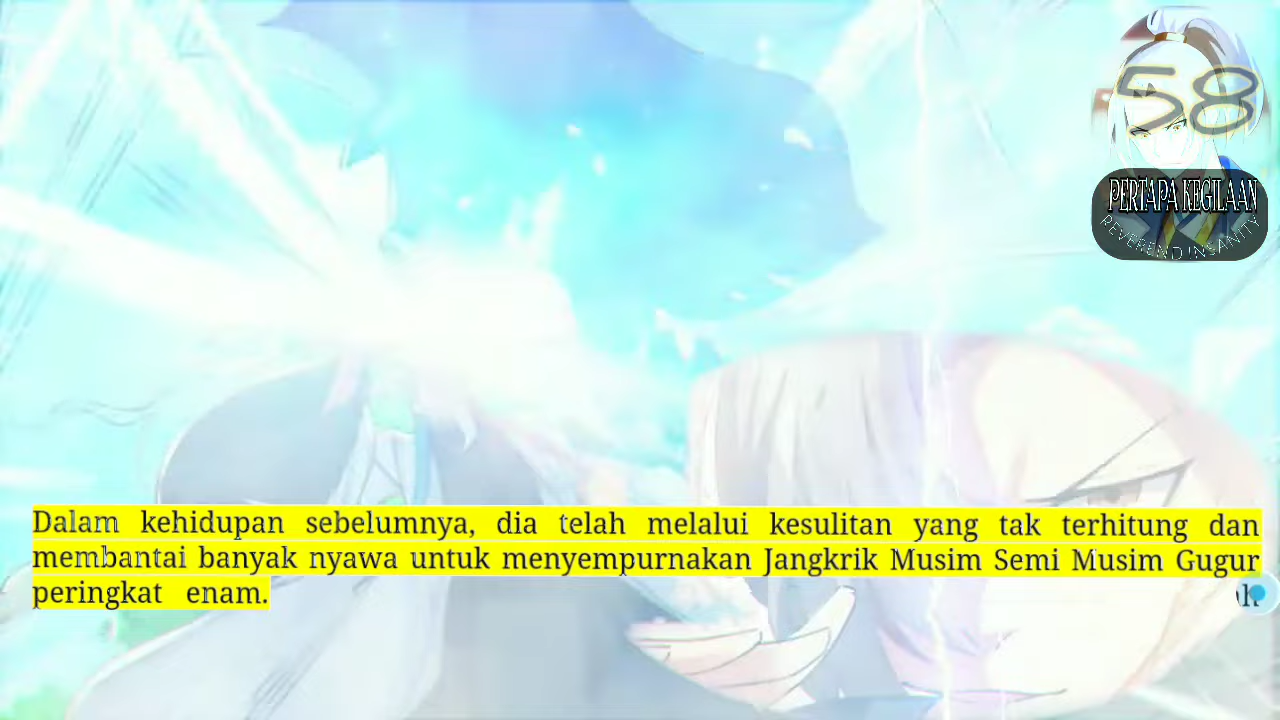 58
PERTAPA KEGILAAN
REVEREND INSANITY
Dalam kehidupan sebelumnya, dia telah melalui kesulitan yang tak terhitung dan
membantai banyak nyawa untuk menyempurnakan Jangkrik Musim Semi Musim Gugur
peringkat enam.